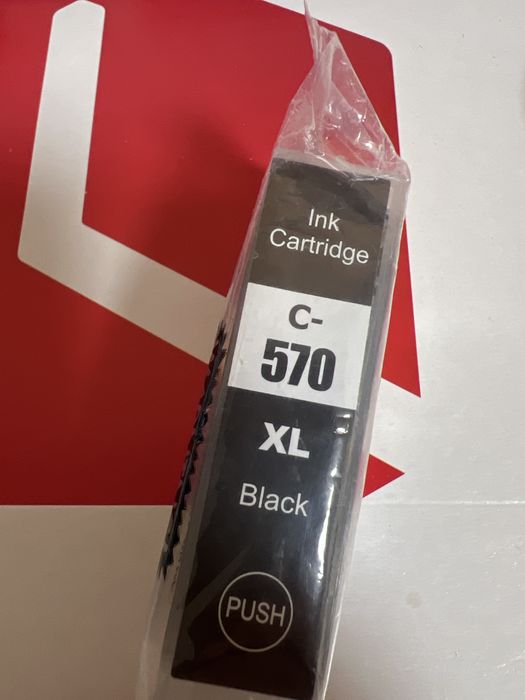 Ink
Cartridge
C-
570
XL
Black
PUSH